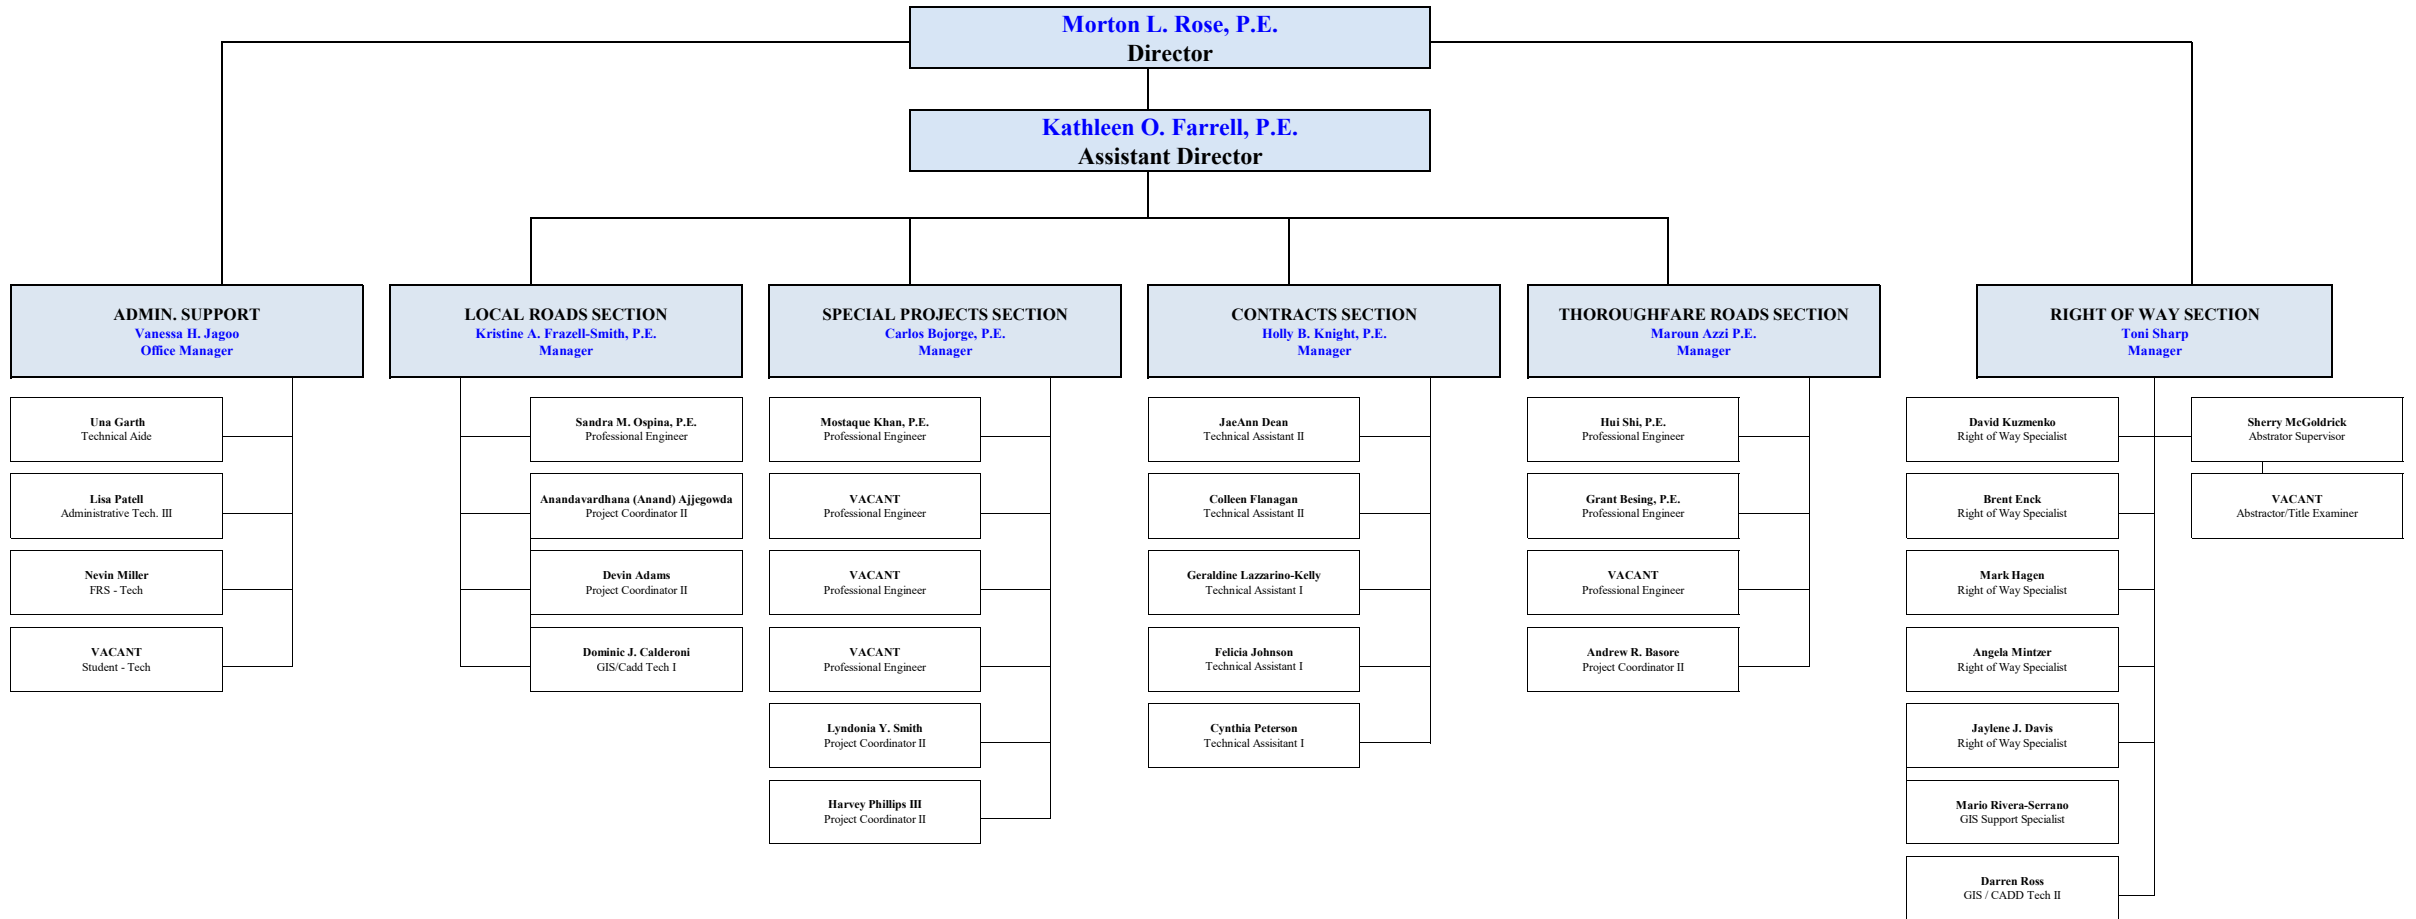 Morton L. Rose, P.E.
Director
Kathleen O. Farrell, P.E.
Assistant Director
ADMIN. SUPPORT
Vanessa H. Jagoo
Office Manager
Una Garth
Technical Aide
Lisa Patell
Administrative Tech. III
Nevin Miller
FRS - Tech
VACANT
Student - Tech
LOCAL ROADS SECTION
Kristine A. Frazell-Smith, P.E.
Manager
Sandra M. Ospina, P.E.
Professional Engineer
Anandavardhana (Anand) Ajjegowda
Project Coordinator II
Devin Adams
Project Coordinator II
Dominic J. Calderoni
GIS/Cadd Tech I
SPECIAL PROJECTS SECTION
Carlos Bojorge, P.E.
Manager
Mostaque Khan, P.E.
Professional Engineer
VACANT
Professional Engineer
VACANT
Professional Engineer
VACANT
Professional Engineer
Lyndonia Y. Smith
Project Coordinator II
Harvey Phillips III
Project Coordinator II
CONTRACTS SECTION
Holly B. Knight, P.E.
Manager
JaeAnn Dean
Technical Assistant II
Colleen Flanagan
Technical Assistant II
Geraldine Lazzarino-Kelly
Technical Assistant I
Felicia Johnson
Technical Assistant I
Cynthia Peterson
Technical Assisitant I
THOROUGHFARE ROADS SECTION
Maroun Azzi P.E.
Manager
Hui Shi, P.E.
Professional Engineer
Grant Besing, P.E.
Professional Engineer
VACANT
Professional Engineer
Andrew R. Basore
Project Coordinator II
RIGHT OF WAY SECTION
Toni Sharp
Manager
David Kuzmenko
Right of Way Specialist
Brent Enck
Right of Way Specialist
Mark Hagen
Right of Way Specialist
Angela Mintzer
Right of Way Specialist
Jaylene J. Davis
Right of Way Specialist
Mario Rivera-Serrano
GIS Support Specialist
Darren Ross
GIS / CADD Tech II
Sherry McGoldrick
Abstrator Supervisor
VACANT
Abstractor/Title Examiner